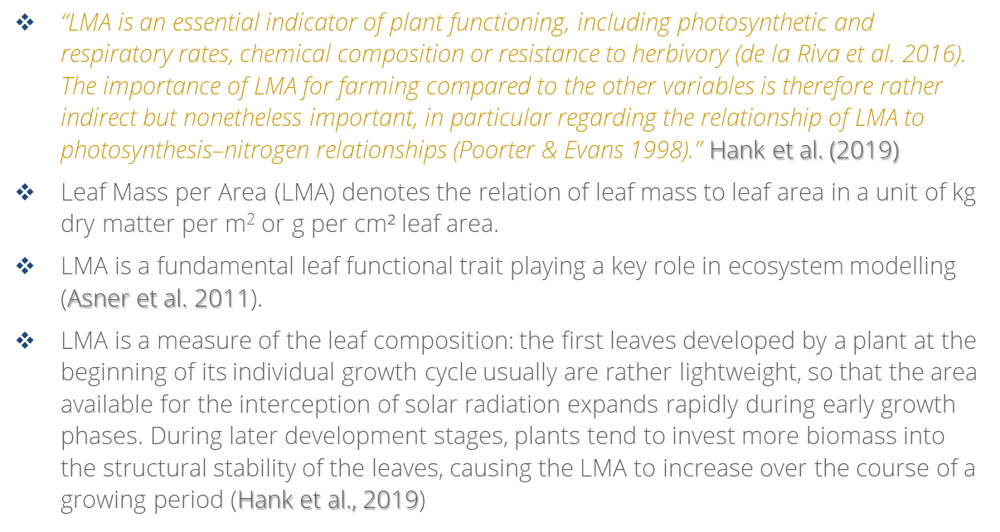 ❖ “LMA is an essential indicator of plant functioning, including photosynthetic and
respiratory rates, chemical composition or resistance to herbivory (de la Riva et al. 2016).
The importance of LMA for farming compared to the other variables is therefore rather
indirect but nonetheless important, in particular regarding the relationship of LMA to
photosynthesis–nitrogen relationships (Poorter & Evans 1998).” Hank et al. (2019)
❖ Leaf Mass per Area (LMA) denotes the relation of leaf mass to leaf area in a unit of kg
dry matter per m² or g per cm² leaf area.
❖ LMA is a fundamental leaf functional trait playing a key role in ecosystem modelling
(Asner et al. 2011).
❖ LMA is a measure of the leaf composition: the first leaves developed by a plant at the
beginning of its individual growth cycle usually are rather lightweight, so that the area
available for the interception of solar radiation expands rapidly during early growth
phases. During later development stages, plants tend to invest more biomass into
the structural stability of the leaves, causing the LMA to increase over the course of a
growing period (Hank et al., 2019)